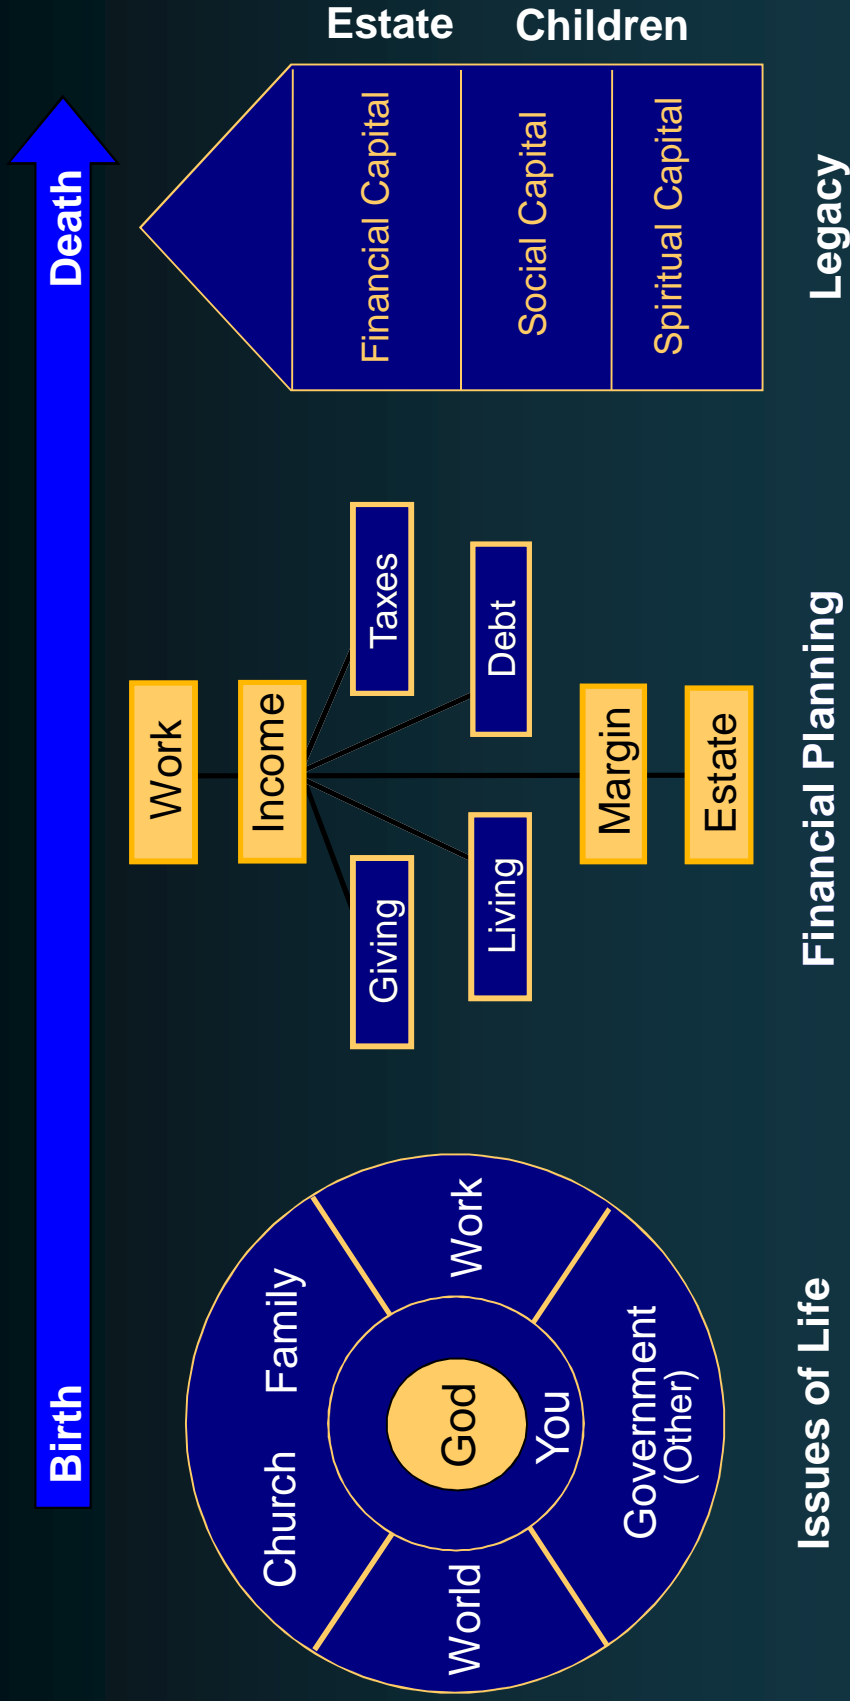 Birth
Death
Church
Family
World
God
You
Work
Government
(Other)
Issues of Life
Work
Income
Giving
Taxes
Living
Debt
Margin
Estate
Financial Planning
Estate
Children
Financial Capital
Social Capital
Spiritual Capital
Legacy